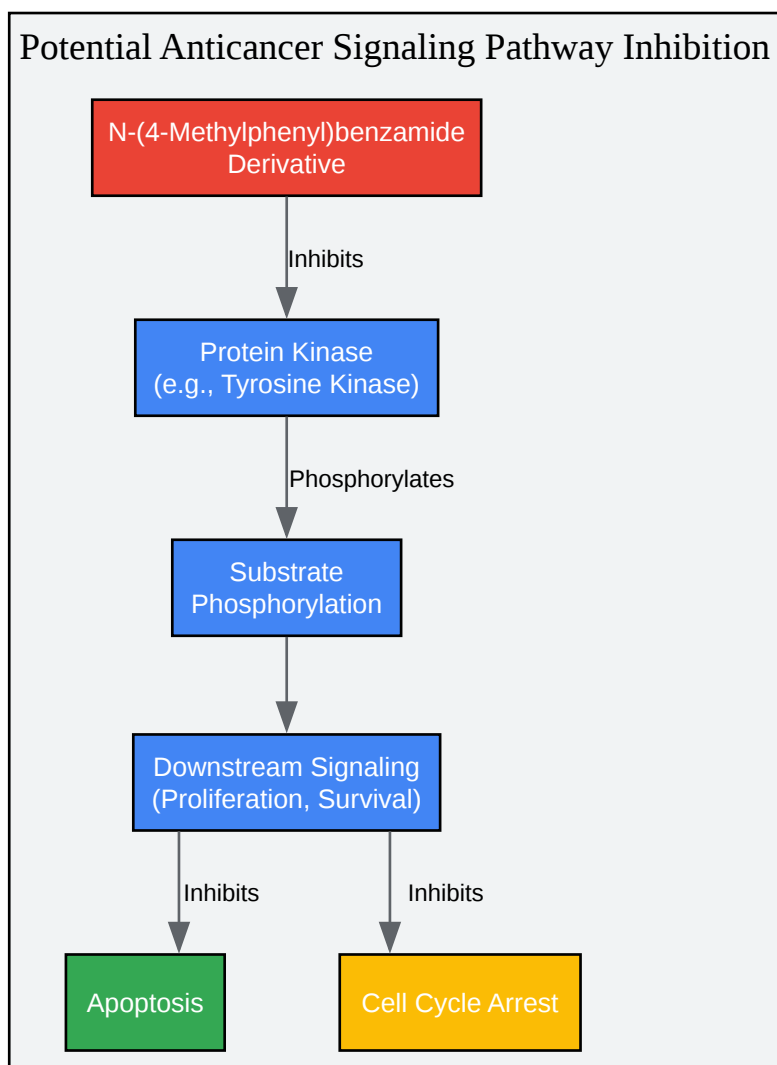 Potential Anticancer Signaling Pathway Inhibition
N-(4-Methylphenyl)benzamide
Derivative
Inhibits
Protein Kinase
(e.g., Tyrosine Kinase)
Phosphorylates
Substrate
Phosphorylation
Downstream Signaling
(Proliferation, Survival)
Inhibits
Inhibits
Apoptosis
Cell Cycle Arrest